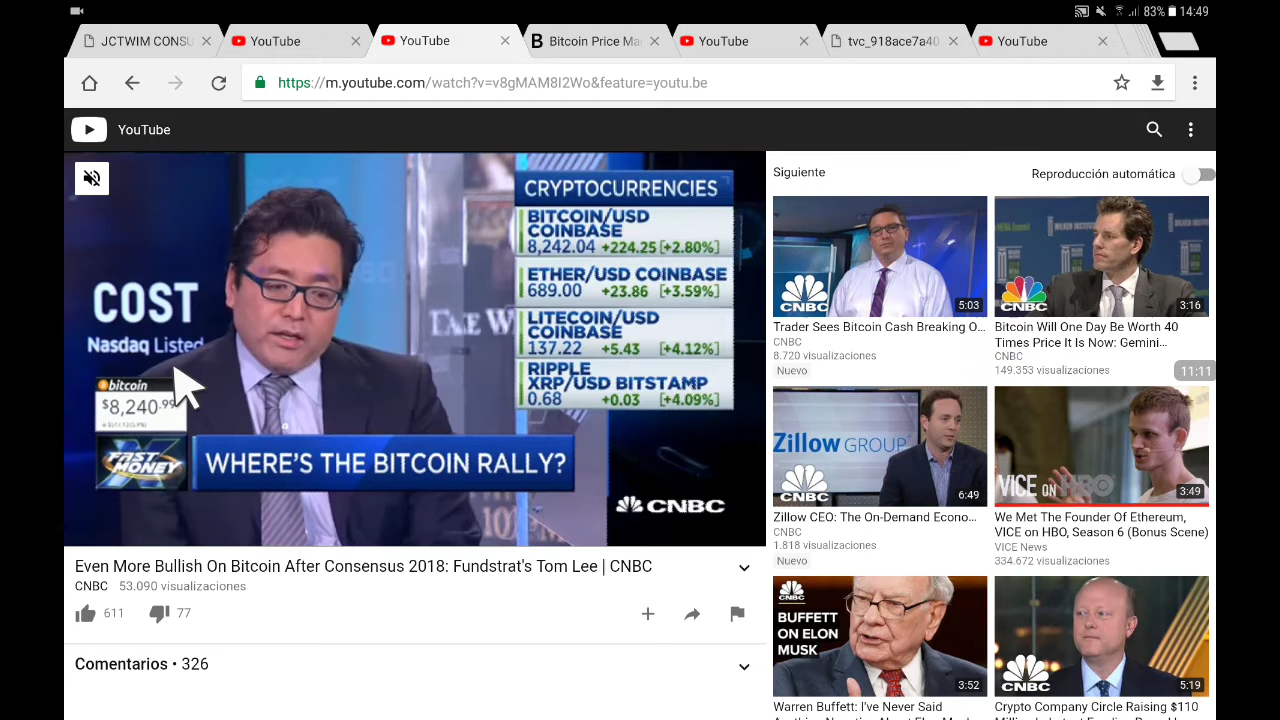 83% 14:49
JCTWIM CONSU
YouTube
YouTube
Bitcoin Price Ma
YouTube
tvc_918ace7a40
YouTube
https://m.youtube.com/watch?v=v8gMAM8I2Wo&feature=youtu.be
YouTube
CRYPTOCURRENCIES
BITCOIN/USD
COINBASE
8,242.04 +224.25 [+2.80%]
ETHER/USD COINBASE
689.00 +23.86 [+3.59%]
LITECOIN/USD
COINBASE
137.22 +5.43 [+4.12%]
RIPPLE
XRP/USD BITSTAMP
0.68 +0.03 [+4.09%]
COST
Nasdaq Listed
bitcoin
$8,240.99
FAST
MONEY
WHERE'S THE BITCOIN RALLY?
CNBC
Even More Bullish On Bitcoin After Consensus 2018: Fundstrat's Tom Lee | CNBC
CNBC 53.090 visualizaciones
611 77
Comentarios • 326
Siguiente
Reproducción automática
CNBC
5:03
Trader Sees Bitcoin Cash Breaking O...
CNBC
8.720 visualizaciones
Nuevo
CNBC
3:16
Bitcoin Will One Day Be Worth 40
Times Price It Is Now: Gemini...
CNBC
149.353 visualizaciones
11:11
Zillow GROUP
CNBC
6:49
Zillow CEO: The On-Demand Econo...
CNBC
1.818 visualizaciones
Nuevo
VICE ON HBO
3:49
We Met The Founder Of Ethereum,
VICE on HBO, Season 6 (Bonus Scene)
VICE News
334.672 visualizaciones
CNBC
BUFFETT
ON ELON
MUSK
3:52
Warren Buffett: I've Never Said
CNBC
5:19
Crypto Company Circle Raising $110